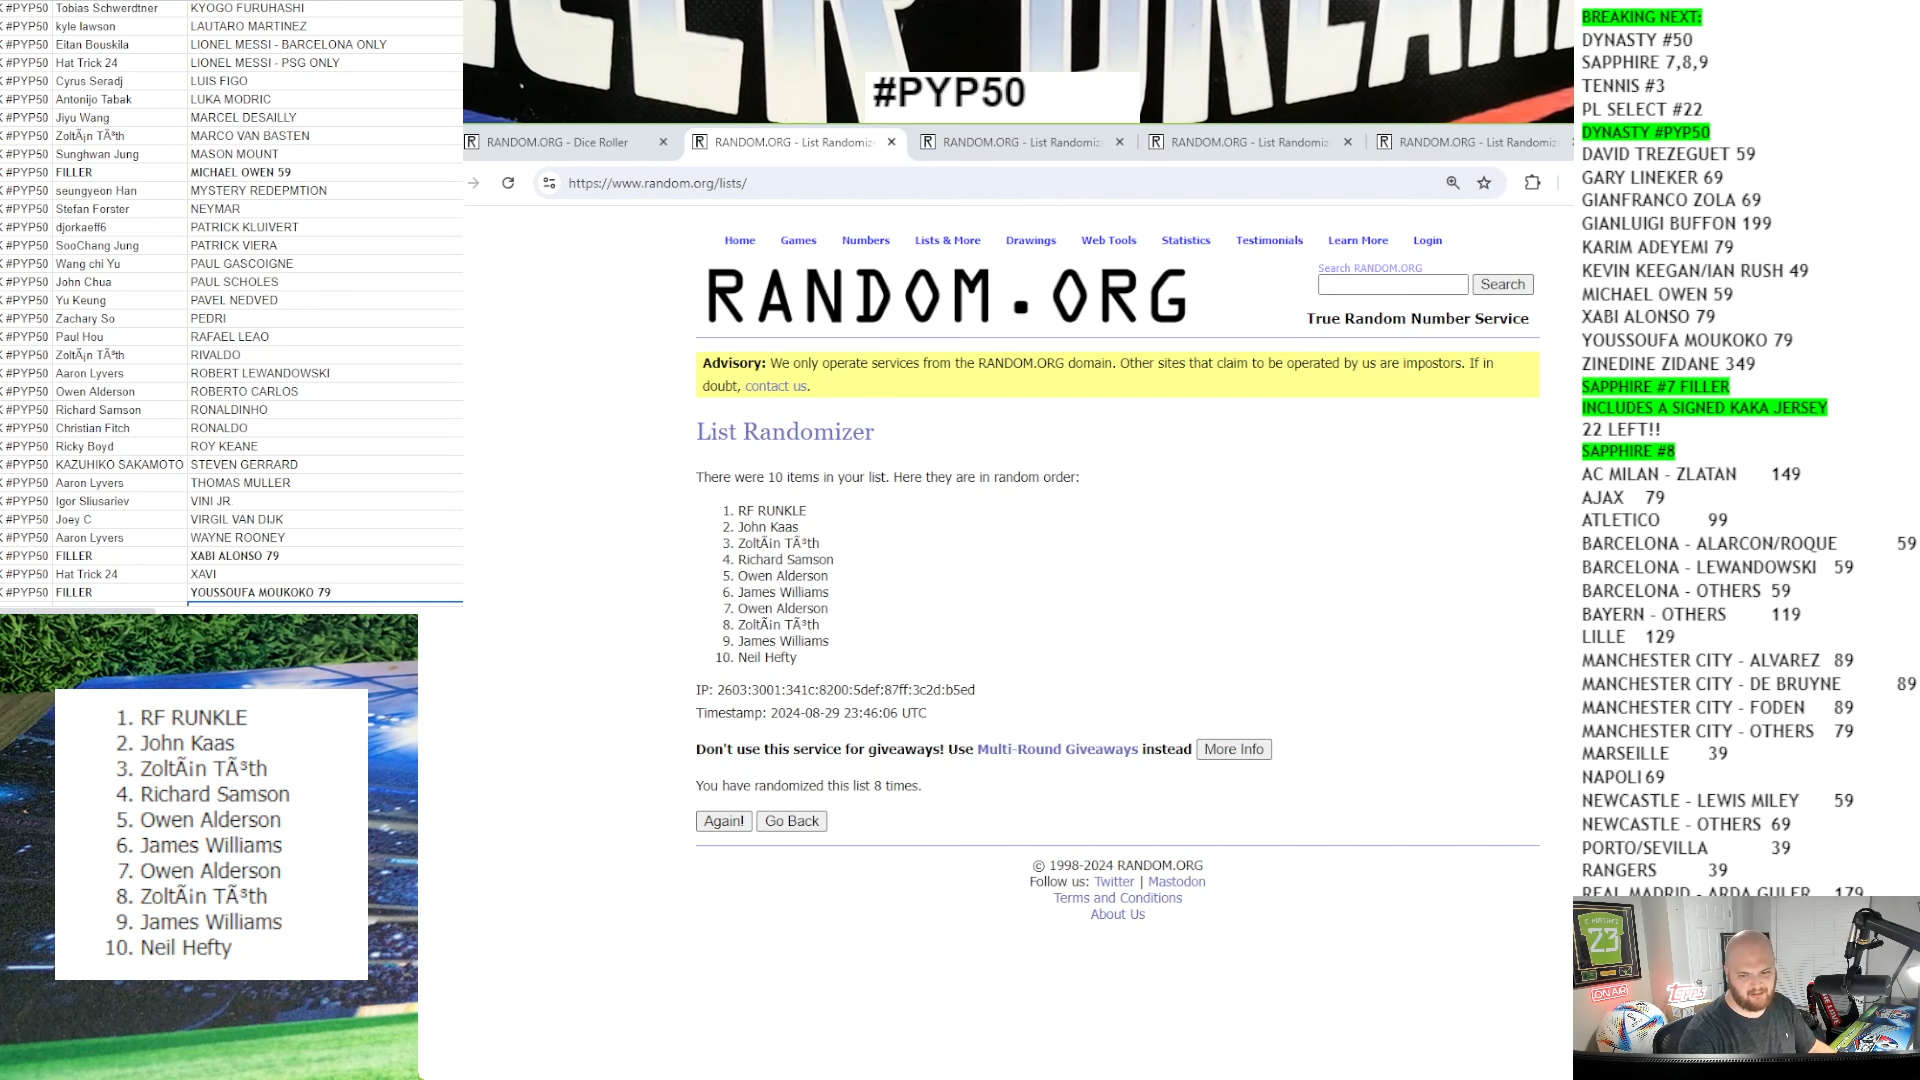 K #PYP50 Tobias Schwerdtner KYOGO FURUHASHI
K #PYP50 kyle lawson LAUTARO MARTINEZ
K #PYP50 Eitan Bouskila LIONEL MESSI - BARCELONA ONLY
K #PYP50 Hat Trick 24 LIONEL MESSI - PSG ONLY
K #PYP50 Cyrus Seradj LUIS FIGO
K #PYP50 Antonijo Tabak LUKA MODRIC
K #PYP50 Jiyu Wang MARCEL DESAILLY
K #PYP50 ZoltÃ¡n TÃ³th MARCO VAN BASTEN
K #PYP50 Sunghwan Jung MASON MOUNT
K #PYP50 FILLER MICHAEL OWEN 59
K #PYP50 seungyeon Han MYSTERY REDEPMTION
K #PYP50 Stefan Forster NEYMAR
K #PYP50 djorkaeff6 PATRICK KLUIVERT
K #PYP50 SooChang Jung PATRICK VIERA
K #PYP50 Wang chi Yu PAUL GASCOIGNE
K #PYP50 John Chua PAUL SCHOLES
K #PYP50 Yu Keung PAVEL NEDVED
K #PYP50 Zachary So PEDRI
K #PYP50 Paul Hou RAFAEL LEAO
K #PYP50 ZoltÃ¡n TÃ³th RIVALDO
K #PYP50 Aaron Lyvers ROBERT LEWANDOWSKI
K #PYP50 Owen Alderson ROBERTO CARLOS
K #PYP50 Richard Samson RONALDINHO
K #PYP50 Christian Fitch RONALDO
K #PYP50 Ricky Boyd ROY KEANE
K #PYP50 KAZUHIKO SAKAMOTO STEVEN GERRARD
K #PYP50 Aaron Lyvers THOMAS MULLER
K #PYP50 Igor Sliusariev VINI JR.
K #PYP50 Joey C VIRGIL VAN DIJK
K #PYP50 Aaron Lyvers WAYNE ROONEY
K #PYP50 FILLER XABI ALONSO 79
K #PYP50 Hat Trick 24 XAVI
K #PYP50 FILLER YOUSSOUFA MOUKOKO 79
1. RF RUNKLE
2. John Kaas
3. ZoltÃin TÃ³th
4. Richard Samson
5. Owen Alderson
6. James Williams
7. Owen Alderson
8. ZoltÃin TÃ³th
9. James Williams
10. Neil Hefty
#PYP50
RANDOM.ORG - Dice Roller
RANDOM.ORG - List Randomiz
RANDOM.ORG - List Randomiz
RANDOM.ORG - List Randomiz
RANDOM.ORG - List Randomiz
https://www.random.org/lists/
Home Games Numbers Lists & More Drawings Web Tools Statistics Testimonials Learn More Login
RANDOM.ORG
Search RANDOM.ORG
Search
True Random Number Service
Advisory: We only operate services from the RANDOM.ORG domain. Other sites that claim to be operated by us are impostors. If in
doubt, contact us.
List Randomizer
There were 10 items in your list. Here they are in random order:
1. RF RUNKLE
2. John Kaas
3. ZoltÃin TÃ³th
4. Richard Samson
5. Owen Alderson
6. James Williams
7. Owen Alderson
8. ZoltÃin TÃ³th
9. James Williams
10. Neil Hefty
IP: 2603:3001:341c:8200:5def:87ff:3c2d:b5ed
Timestamp: 2024-08-29 23:46:06 UTC
Don't use this service for giveaways! Use Multi-Round Giveaways instead More Info
You have randomized this list 8 times.
Again! Go Back
© 1998-2024 RANDOM.ORG
Follow us: Twitter | Mastodon
Terms and Conditions
About Us
BREAKING NEXT:
DYNASTY #50
SAPPHIRE 7,8,9
TENNIS #3
PL SELECT #22
DYNASTY #PYP50
DAVID TREZEGUET 59
GARY LINEKER 69
GIANFRANCO ZOLA 69
GIANLUIGI BUFFON 199
KARIM ADEYEMI 79
KEVIN KEEGAN/IAN RUSH 49
MICHAEL OWEN 59
XABI ALONSO 79
YOUSSOUFA MOUKOKO 79
ZINEDINE ZIDANE 349
SAPPHIRE #7 FILLER
INCLUDES A SIGNED KAKA JERSEY
22 LEFT!!
SAPPHIRE #8
AC MILAN - ZLATAN 149
AJAX 79
ATLETICO 99
BARCELONA - ALARCON/ROQUE 59
BARCELONA - LEWANDOWSKI 59
BARCELONA - OTHERS 59
BAYERN - OTHERS 119
LILLE 129
MANCHESTER CITY - ALVAREZ 89
MANCHESTER CITY - DE BRUYNE 89
MANCHESTER CITY - FODEN 89
MANCHESTER CITY - OTHERS 79
MARSEILLE 39
NAPOLI 69
NEWCASTLE - LEWIS MILEY 59
NEWCASTLE - OTHERS 69
PORTO/SEVILLA 39
RANGERS 39
REAL MADRID - ARDA GULER 179
23
ON AIR
TOPPS